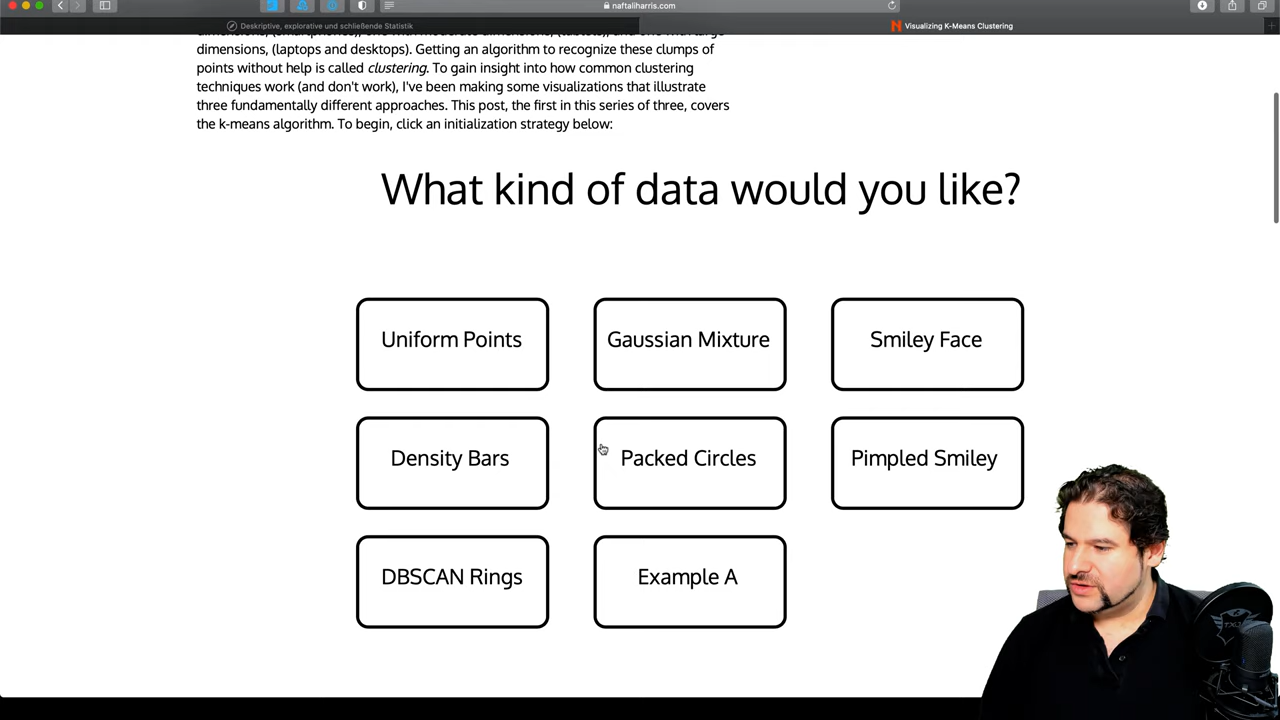 naftaliharris.com
Deskriptive, explorative und schließende Statistik
Visualizing K-Means Clustering
dimensions, (laptops and desktops). Getting an algorithm to recognize these clumps of
points without help is called clustering. To gain insight into how common clustering
techniques work (and don't work), I've been making some visualizations that illustrate
three fundamentally different approaches. This post, the first in this series of three, covers
the k-means algorithm. To begin, click an initialization strategy below:
What kind of data would you like?
Uniform Points
Gaussian Mixture
Smiley Face
Density Bars
Packed Circles
Pimpled Smiley
DBSCAN Rings
Example A